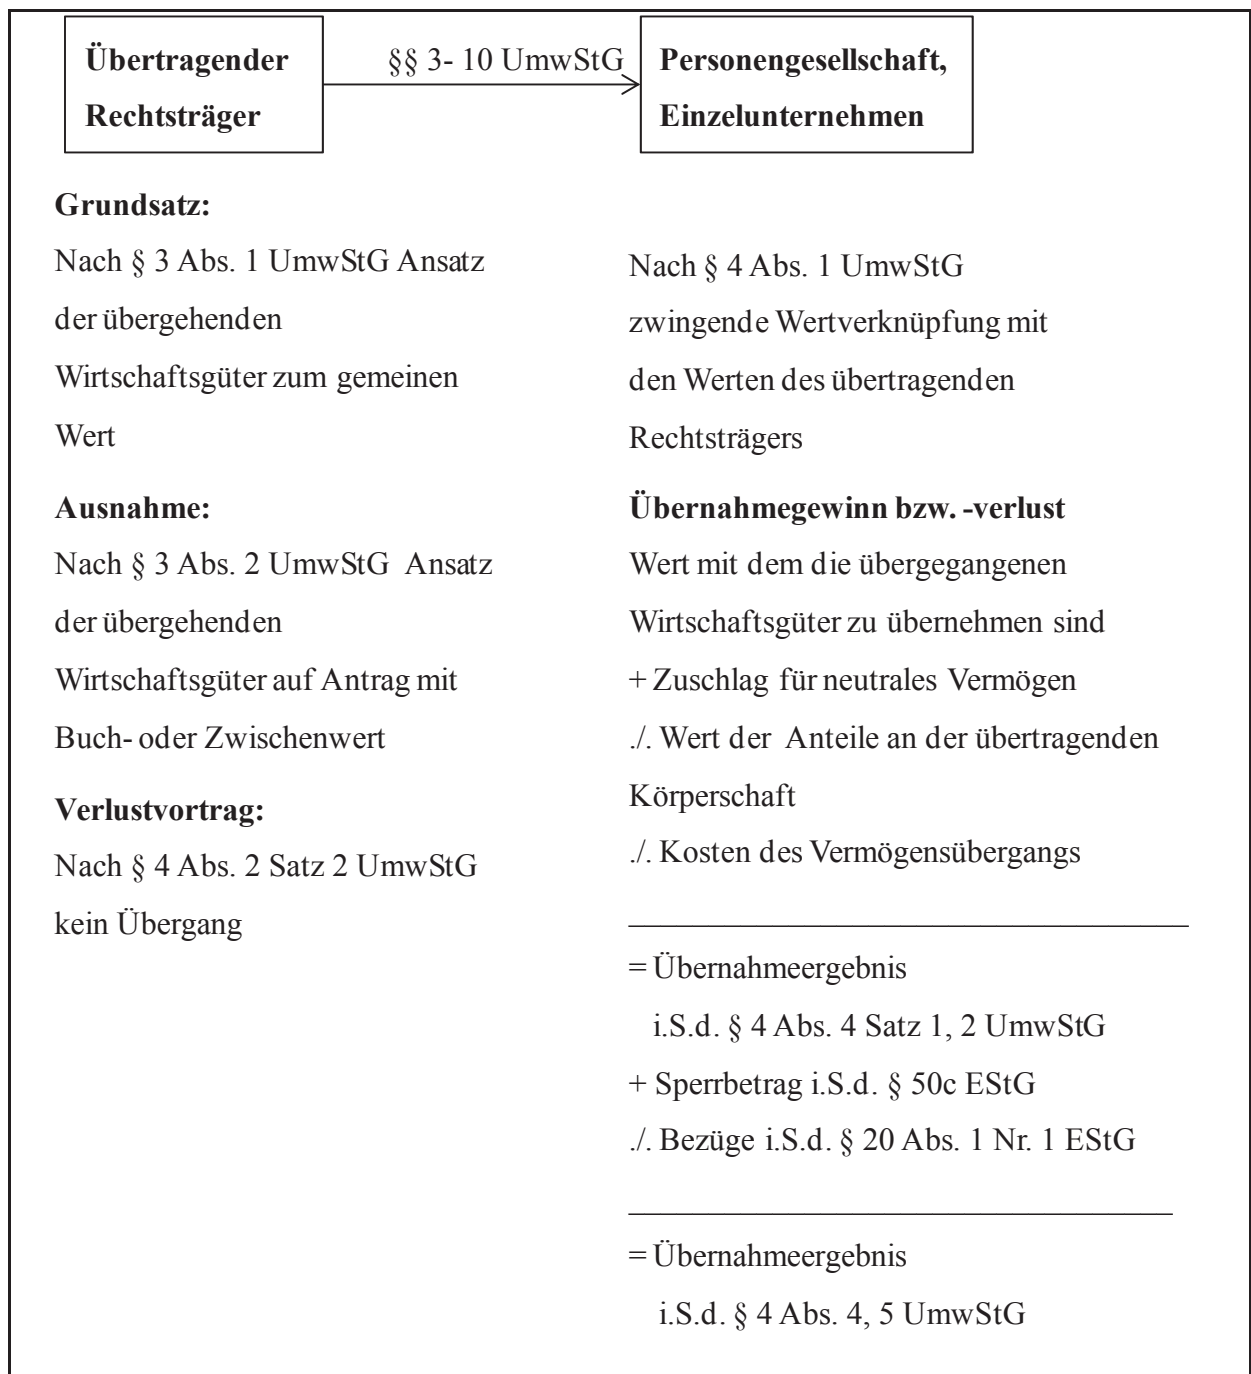 Übertragender
Rechtsträger
§§ 3- 10 UmwStG
Personengesellschaft,
Einzelunternehmen
Grundsatz:
Nach § 3 Abs. 1 UmwStG Ansatz
der übergehenden
Wirtschaftsgüter zum gemeinen
Wert
Ausnahme:
Nach § 3 Abs. 2 UmwStG Ansatz
der übergehenden
Wirtschaftsgüter auf Antrag mit
Buch- oder Zwischenwert
Verlustvortrag:
Nach § 4 Abs. 2 Satz 2 UmwStG
kein Übergang
Nach § 4 Abs. 1 UmwStG
zwingende Wertverknüpfung mit
den Werten des übertragenden
Rechtsträgers
Übernahmegewinn bzw. -verlust
Wert mit dem die übergegangenen
Wirtschaftsgüter zu übernehmen sind
+ Zuschlag für neutrales Vermögen
./. Wert der Anteile an der übertragenden
Körperschaft
./. Kosten des Vermögensübergangs
= Übernahmeergebnis
i.S.d. § 4 Abs. 4 Satz 1, 2 UmwStG
+ Sperrbetrag i.S.d. § 50c EStG
./. Bezüge i.S.d. § 20 Abs. 1 Nr. 1 EStG
= Übernahmeergebnis
i.S.d. § 4 Abs. 4, 5 UmwStG